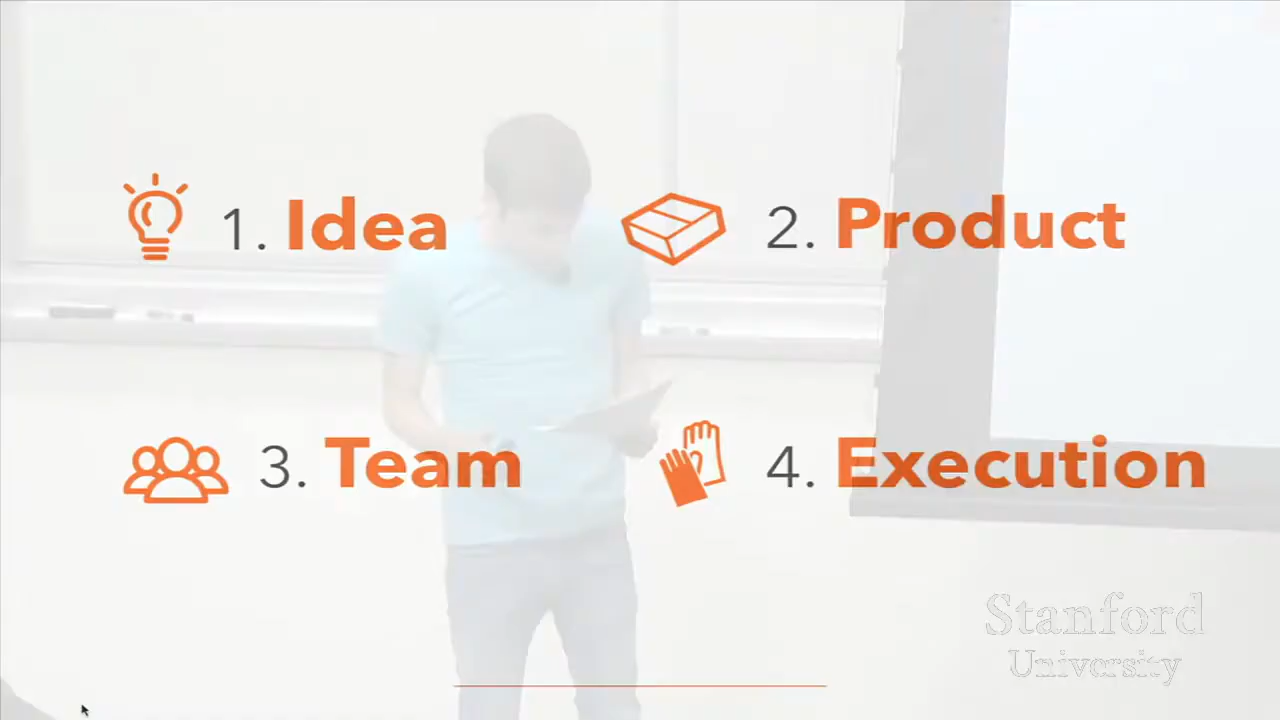 1. Idea
2. Product
3. Team
4. Execution
Stanford
University